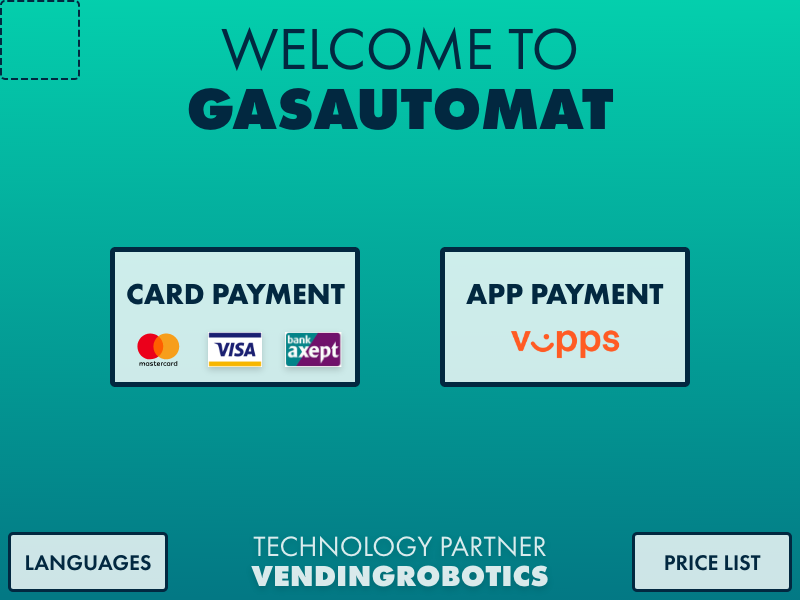 WELCOME TO
GASAUTOMAT
CARD PAYMENT
mastercard
VISA
bank
axept
APP PAYMENT
vipps
LANGUAGES
TECHNOLOGY PARTNER
VENDINGROBOTICS
PRICE LIST